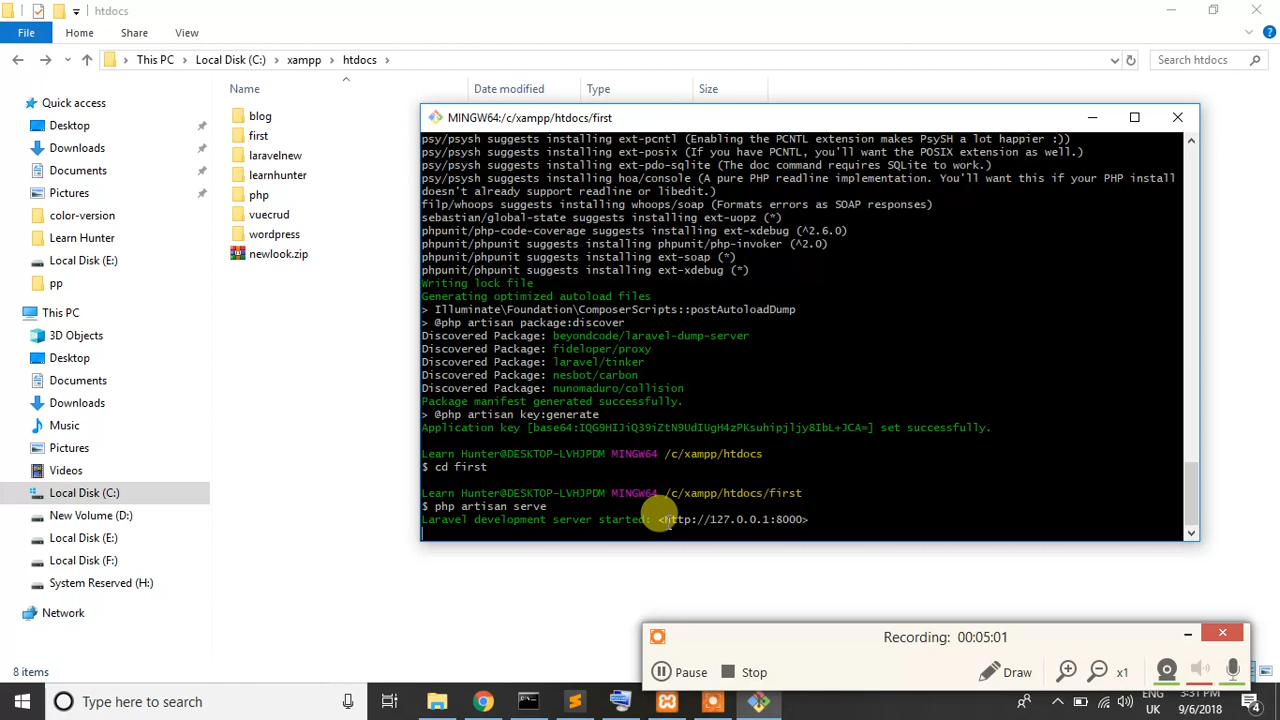 htdocs
File
Home
Share
View
This PC
Local Disk (C:)
xampp
htdocs
Search htdocs
Name
Date modified
Type
Size
Quick access
Desktop
Downloads
Documents
Pictures
color-version
Learn Hunter
Local Disk (E:)
pp
This PC
3D Objects
Desktop
Documents
Downloads
Music
Pictures
Videos
Local Disk (C:)
New Volume (D:)
Local Disk (E:)
Local Disk (F:)
System Reserved (H:)
Network
blog
first
laravelnew
learnhunter
php
vuecrud
wordpress
newlook.zip
MINGW64:/c/xampp/htdocs/first
psy/psysh suggests installing ext-pcntl (Enabling the PCNTL extension makes PsySH a lot happier :))
psy/psysh suggests installing ext-posix (If you have PCNTL, you'll want the POSIX extension as well.)
psy/psysh suggests installing ext-pdo-sqlite (The doc command requires SQLite to work.)
psy/psysh suggests installing hoa/console (A pure PHP readline implementation. You'll want this if your PHP install
doesn't already support readline or libedit.)
filp/whoops suggests installing whoops/soap (Formats errors as SOAP responses)
sebastian/global-state suggests installing ext-uopz (*)
phpunit/php-code-coverage suggests installing ext-xdebug (^2.6.0)
phpunit/phpunit suggests installing phpunit/php-invoker (^2.0)
phpunit/phpunit suggests installing ext-soap (*)
phpunit/phpunit suggests installing ext-xdebug (*)
Writing lock file
Generating optimized autoload files
> Illuminate\Foundation\ComposerScripts::postAutoloadDump
> @php artisan package:discover
Discovered Package: beyondcode/laravel-dump-server
Discovered Package: fideloper/proxy
Discovered Package: laravel/tinker
Discovered Package: nesbot/carbon
Discovered Package: nunomaduro/collision
Package manifest generated successfully.
> @php artisan key:generate
Application key [base64:IQG9HIJiQ39iZtN9UdIUgH4zPKsuhipjljy8IbL+JCA=] set successfully.
Learn Hunter@DESKTOP-LVHJPDM MINGW64 /c/xampp/htdocs
$ cd first
Learn Hunter@DESKTOP-LVHJPDM MINGW64 /c/xampp/htdocs/first
$ php artisan serve
Laravel development server started: <http://127.0.0.1:8000>
Recording: 00:05:01
Pause
Stop
Draw
x1
8 items
Type here to search
ENG
UK
3:31 PM
9/6/2018
4